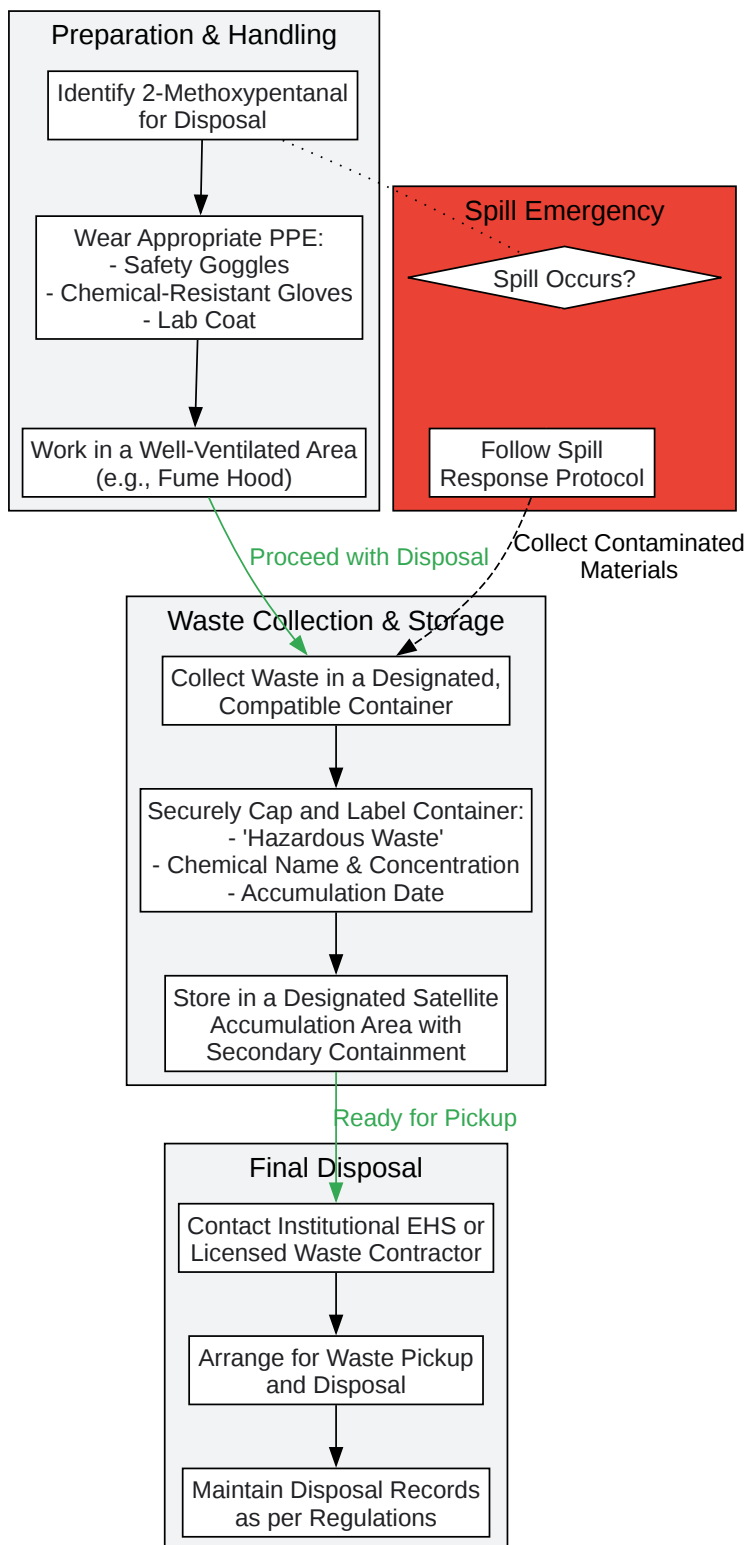 Preparation & Handling
Identify 2-Methoxypentanal
for Disposal
Wear Appropriate PPE:
- Safety Goggles
- Chemical-Resistant Gloves
- Lab Coat
Work in a Well-Ventilated Area
(e.g., Fume Hood)
Spill Emergency
Spill Occurs?
Follow Spill
Response Protocol
Proceed with Disposal
Collect Contaminated
Materials
Waste Collection & Storage
Collect Waste in a Designated,
Compatible Container
Securely Cap and Label Container:
- 'Hazardous Waste'
- Chemical Name & Concentration
- Accumulation Date
Store in a Designated Satellite
Accumulation Area with
Secondary Containment
Ready for Pickup
Final Disposal
Contact Institutional EHS or
Licensed Waste Contractor
Arrange for Waste Pickup
and Disposal
Maintain Disposal Records
as per Regulations